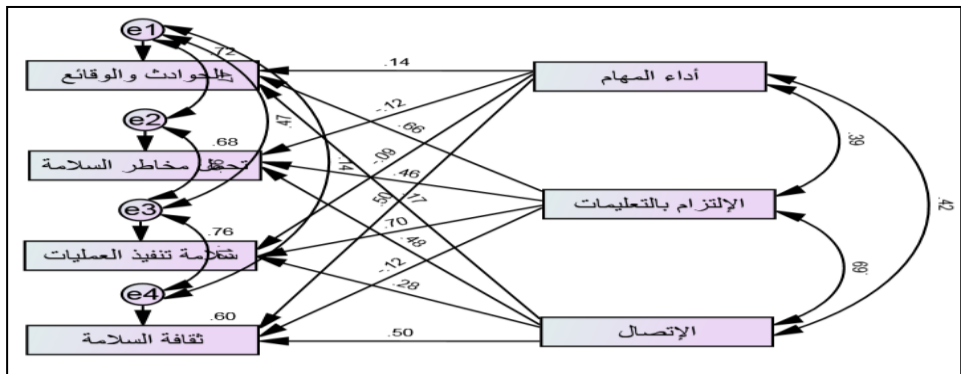 e1
.72
الحوادث والوقائع
.14
أداء المهام
e2
-.12
.66
.47
.39
.68
تحمل مخاطر السلامة
-.09
.14
.46
.42
e3
.50
.17
الإلتزام بالتعليمات
.70
.48
.76
سلامة تنفيذ العمليات
-.12
.69
e4
.28
.60
ثقافة السلامة
.50
الإتصال